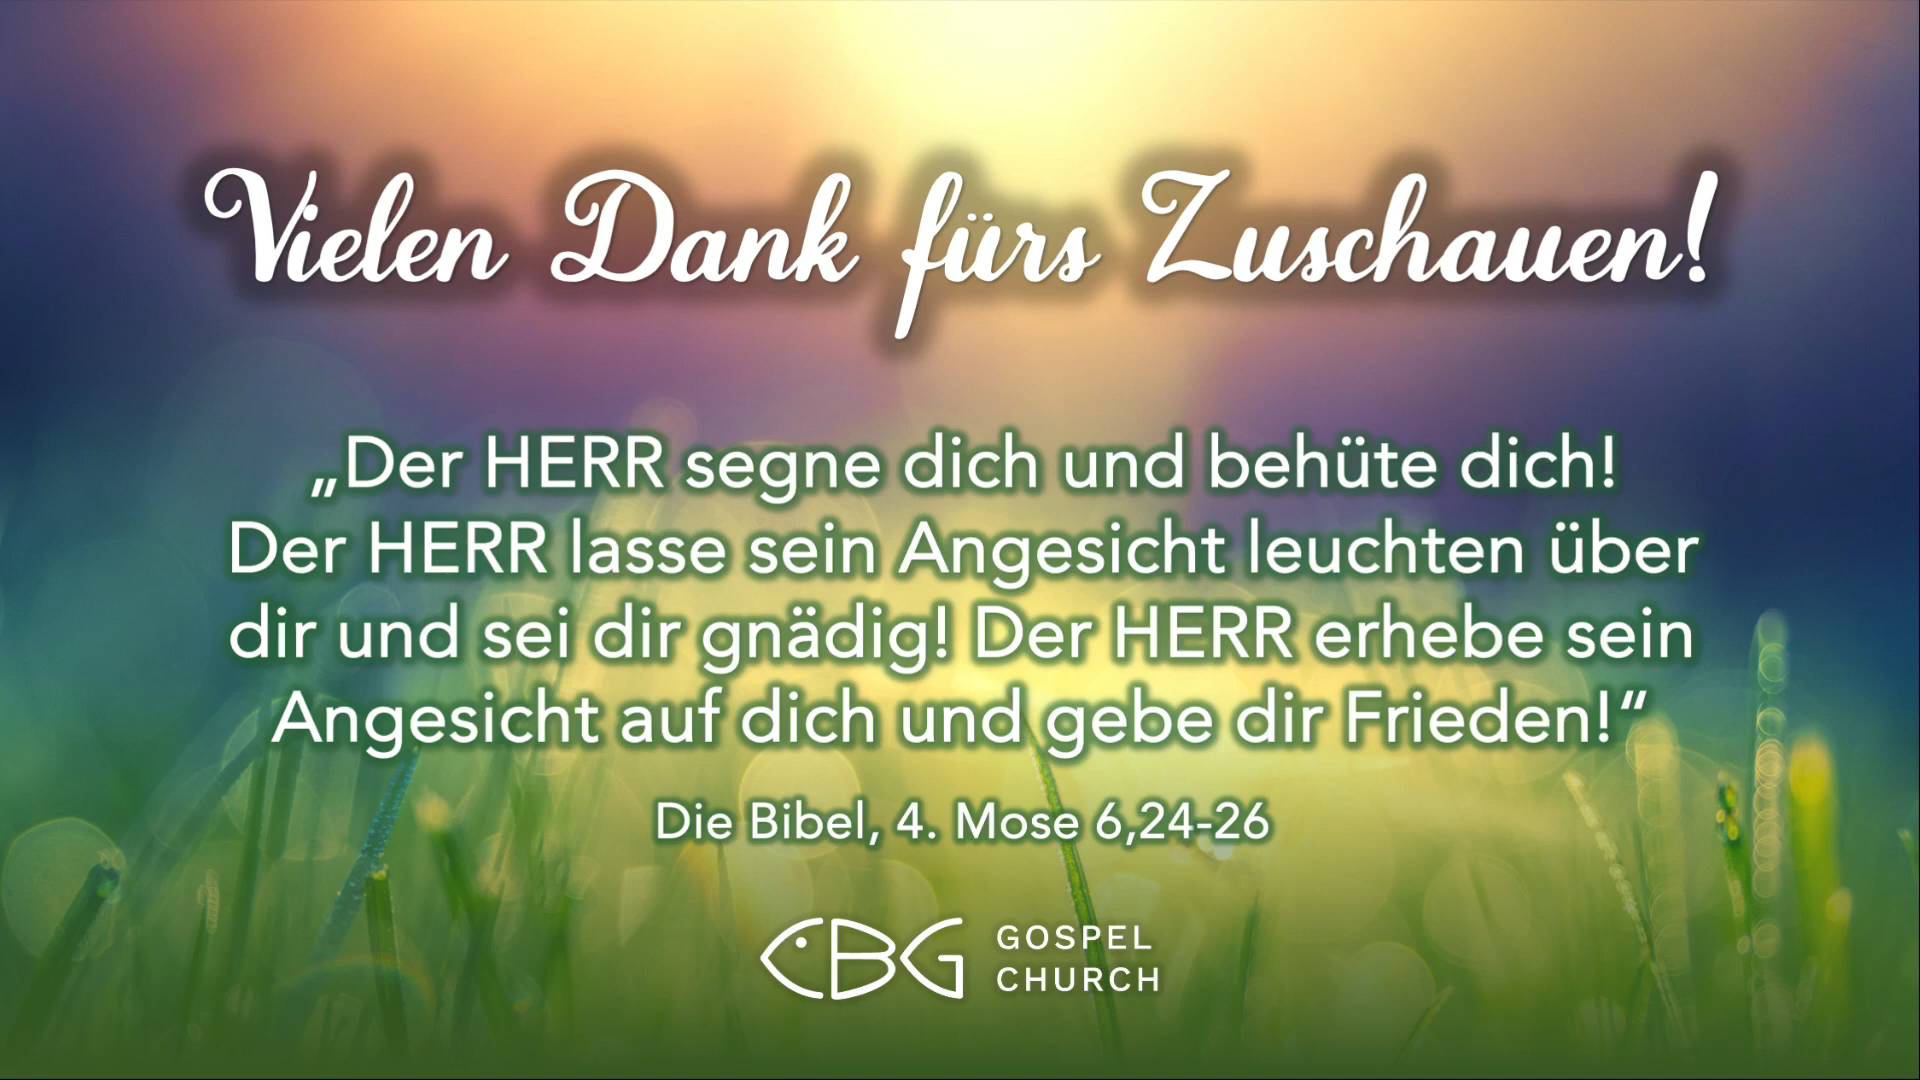 Vielen Dank fürs Zuschauen!
„Der HERR segne dich und behüte dich!
Der HERR lasse sein Angesicht leuchten über
dir und sei dir gnädig! Der HERR erhebe sein
Angesicht auf dich und gebe dir Frieden!“
Die Bibel, 4. Mose 6,24-26
CBG GOSPEL
CHURCH